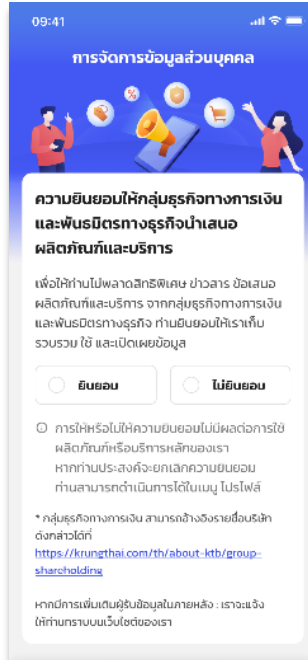 09:41
การจัดการข้อมูลส่วนบุคคล
%
ความยินยอมให้กลุ่มธุรกิจทางการเงิน
และพันธมิตรทางธุรกิจนำเสนอ
ผลิตภัณฑ์และบริการ
เพื่อให้ท่านไม่พลาดสิทธิพิเศษ ข่าวสาร ข้อเสนอ
ผลิตภัณฑ์และบริการ จากกลุ่มธุรกิจทางการเงิน
และพันธมิตรทางธุรกิจ ท่านยินยอมให้เราเก็บ
รวบรวม ใช้ และเปิดเผยข้อมูล
ยินยอม
ไม่ยินยอม
การให้หรือไม่ให้ความยินยอมไม่มีผลต่อการใช้
ผลิตภัณฑ์หรือบริการหลักของเรา
หากท่านประสงค์จะยกเลิกความยินยอม
ท่านสามารถดำเนินการได้ในเมนู โปรไฟล์
* กลุ่มธุรกิจทางการเงิน สามารถอ้างอิงรายชื่อบริษัท
ดังกล่าวได้ที่
https://krungthai.com/th/about-ktb/group-
shareholding
หากมีการเพิ่มเติมผู้รับข้อมูลในภายหลัง : เราจะแจ้ง
ให้ท่านทราบบนเว็บไซต์ของเรา